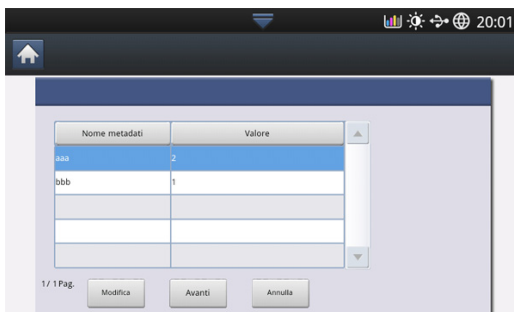 20:01
Nome metadati Valore
aaa 2
bbb 1
1/ 1 Pag. Modifica Avanti Annulla